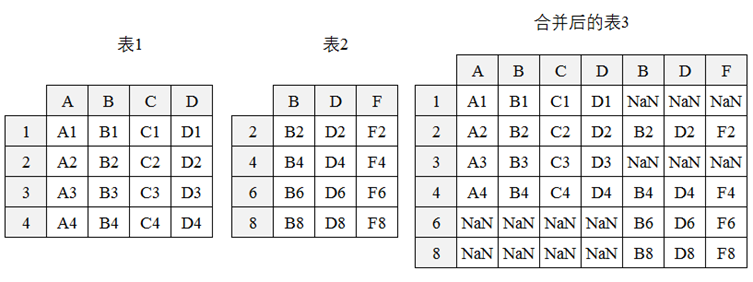 表1
A B C D
1 A1 B1 C1 D1
2 A2 B2 C2 D2
3 A3 B3 C3 D3
4 A4 B4 C4 D4
表2
B D F
2 B2 D2 F2
4 B4 D4 F4
6 B6 D6 F6
8 B8 D8 F8
合并后的表3
A B C D B D F
1 A1 B1 C1 D1 NaN NaN NaN
2 A2 B2 C2 D2 B2 D2 F2
3 A3 B3 C3 D3 NaN NaN NaN
4 A4 B4 C4 D4 B4 D4 F4
6 NaN NaN NaN NaN B6 D6 F6
8 NaN NaN NaN NaN B8 D8 F8